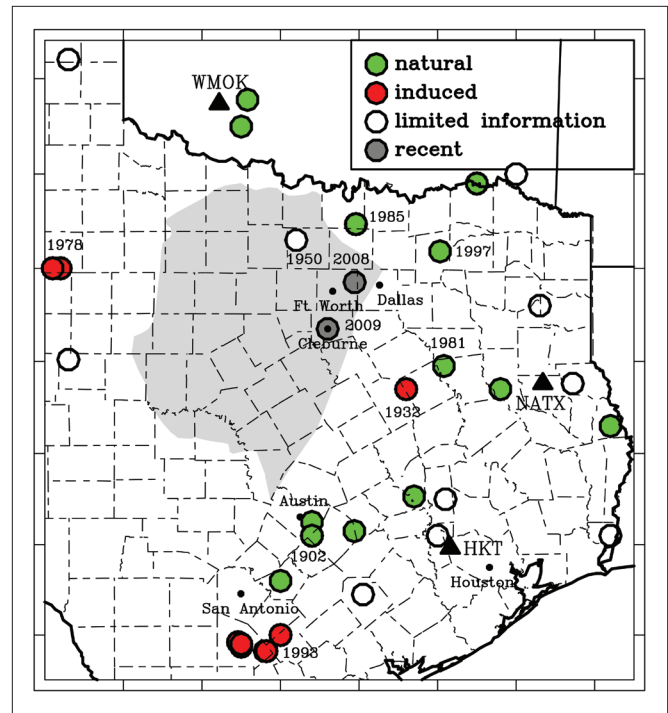 WMOK
natural
induced
limited information
recent
1985
1978
1950 2008
1997
Ft. Worth
Dallas
2009
Cleburne
1981
1932
NATX
Austin
1902
HKT
Houston
San Antonio
1993